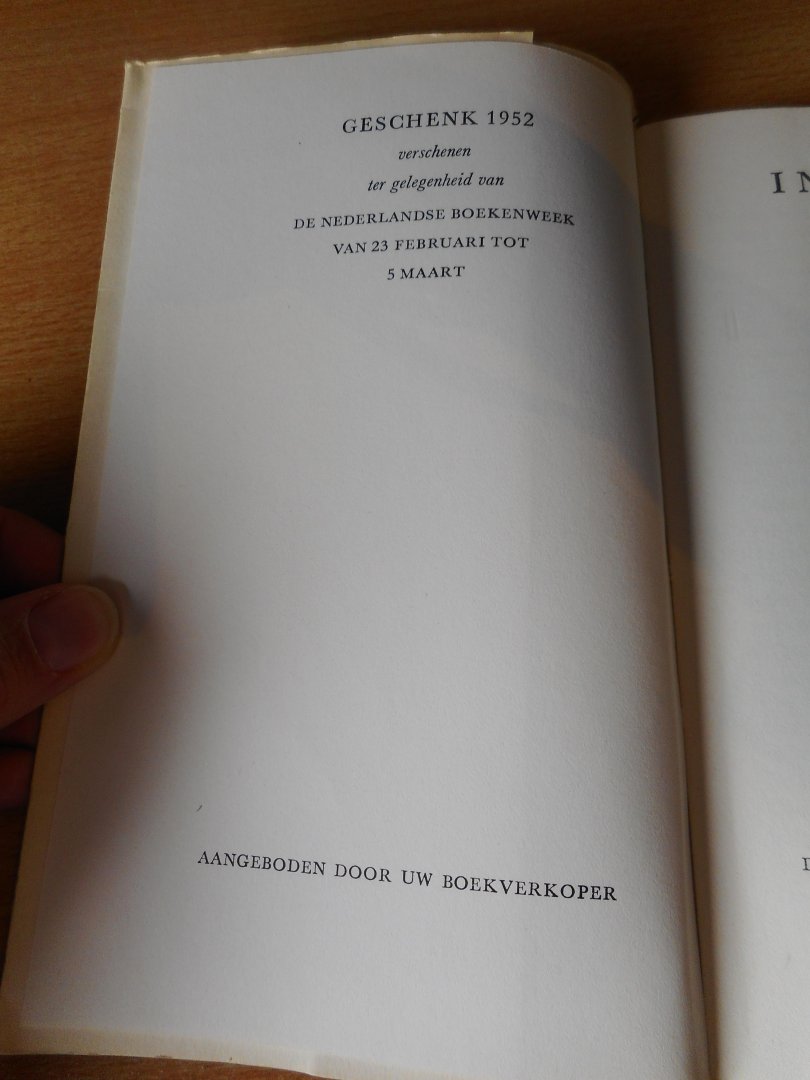 GESCHENK 1952
verschenen
ter gelegenheid van
DE NEDERLANDSE BOEKENWEEK
VAN 23 FEBRUARI TOT
5 MAART
AANGEBODEN DOOR UW BOEKVERKOPER